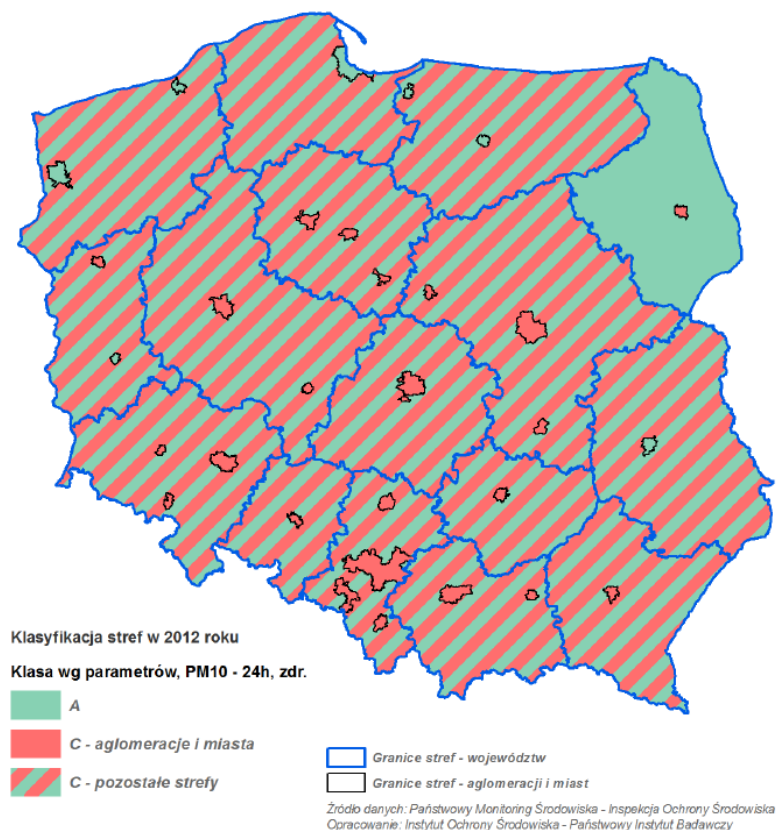 Klasyfikacja stref w 2012 roku
Klasa wg parametrów, PM10 - 24h, zdr.
A
C - aglomeracje i miasta
C - pozostałe strefy
Granice stref - województw
Granice stref - aglomeracji i miast
Źródło danych: Państwowy Monitoring Środowiska - Inspekcja Ochrony Środowiska
Opracowanie: Instytut Ochrony Środowiska - Państwowy Instytut Badawczy